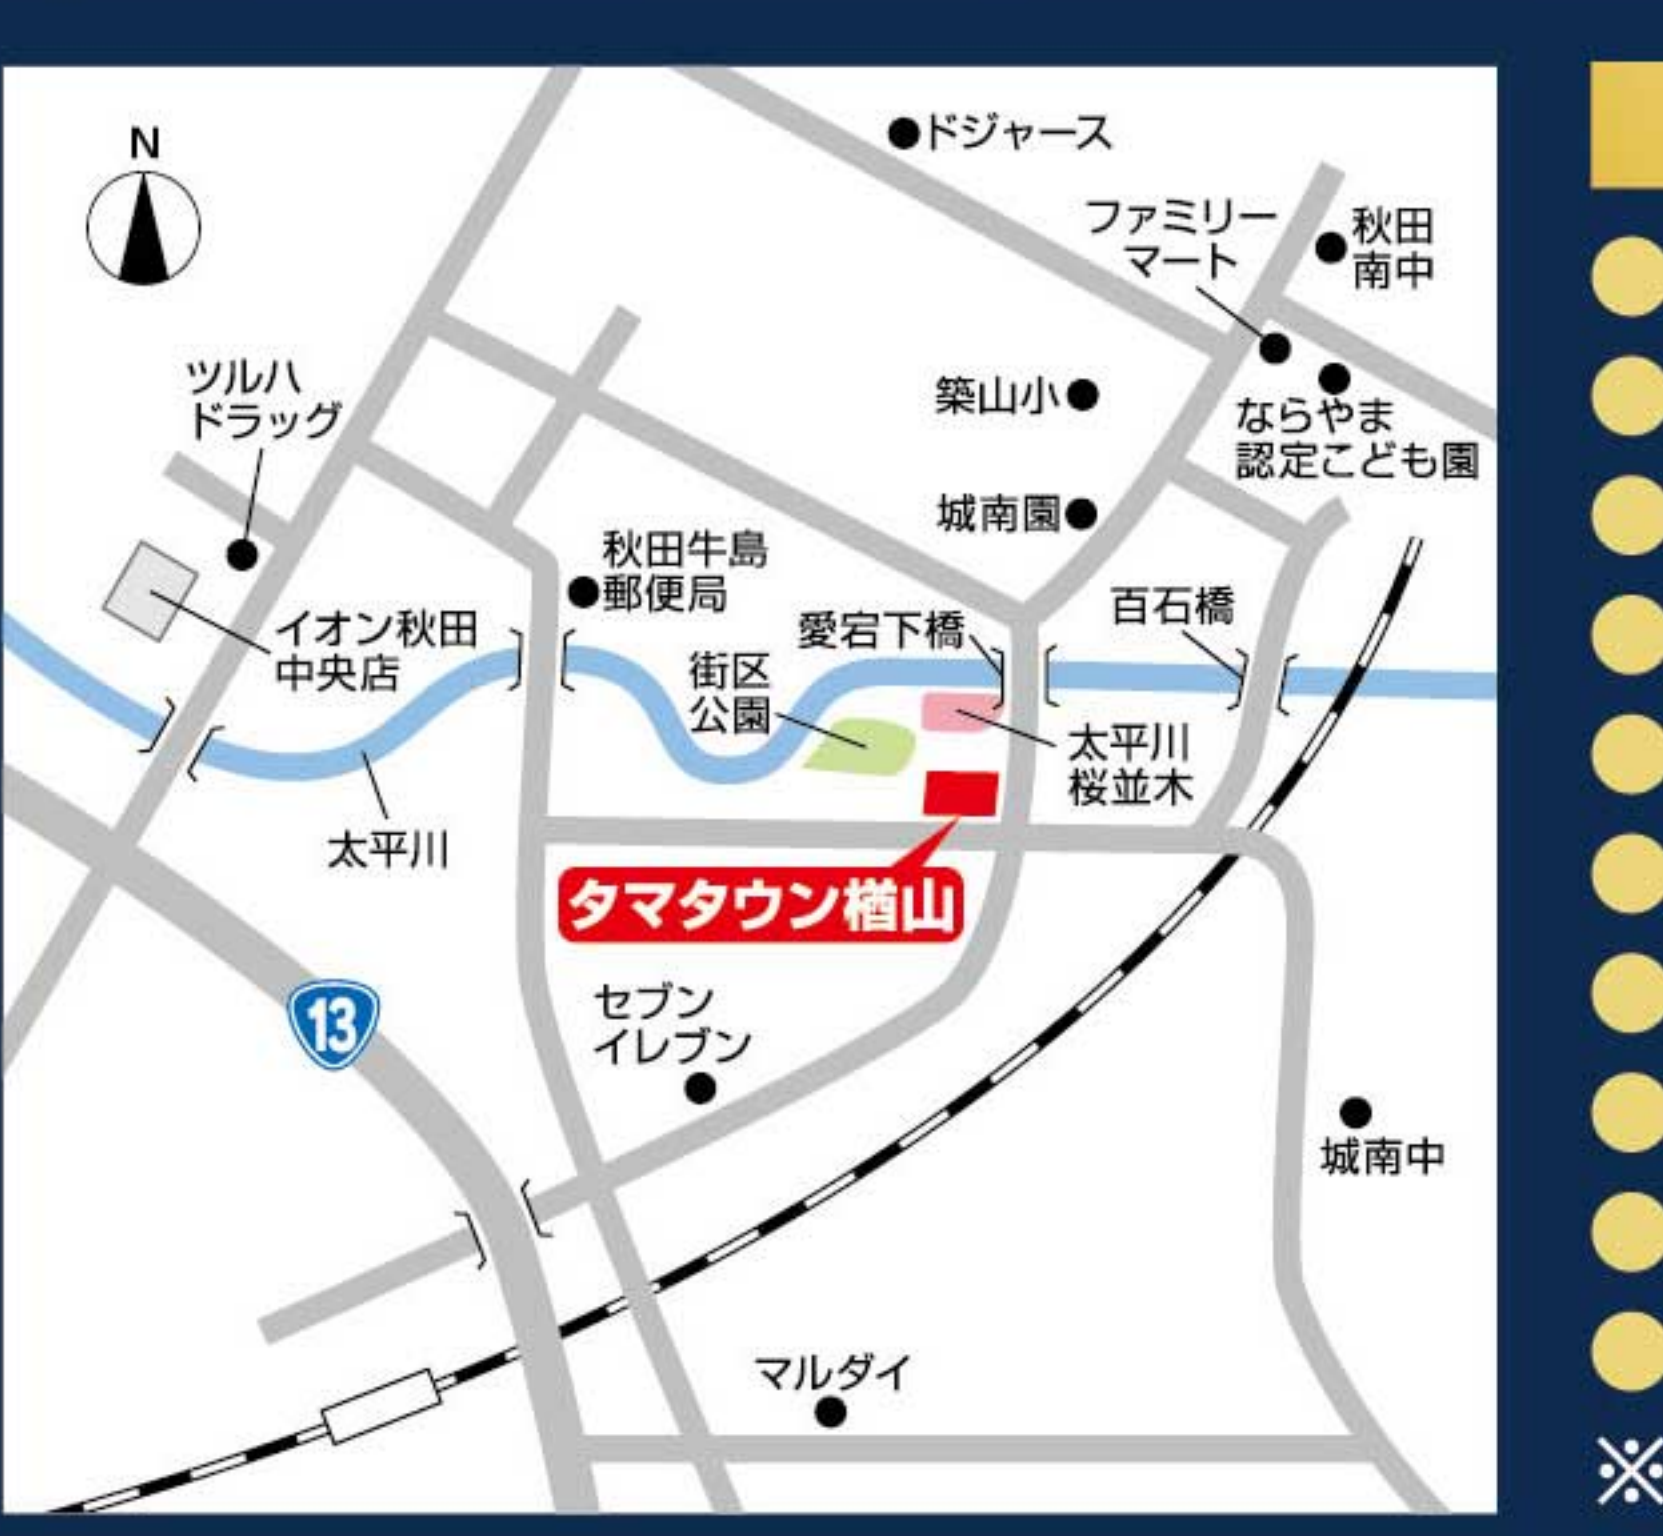 N
ドジャース
ファミリー
マート
秋田
南中
ツルハ
ドラッグ
築山小
ならやま
認定こども園
城南園
秋田牛島
郵便局
イオン秋田
中央店
愛宕下橋
百石橋
街区
公園
太平川
桜並木
太平川
タマタウン楢山
13
セブン
イレブン
城南中
マルダイ
※